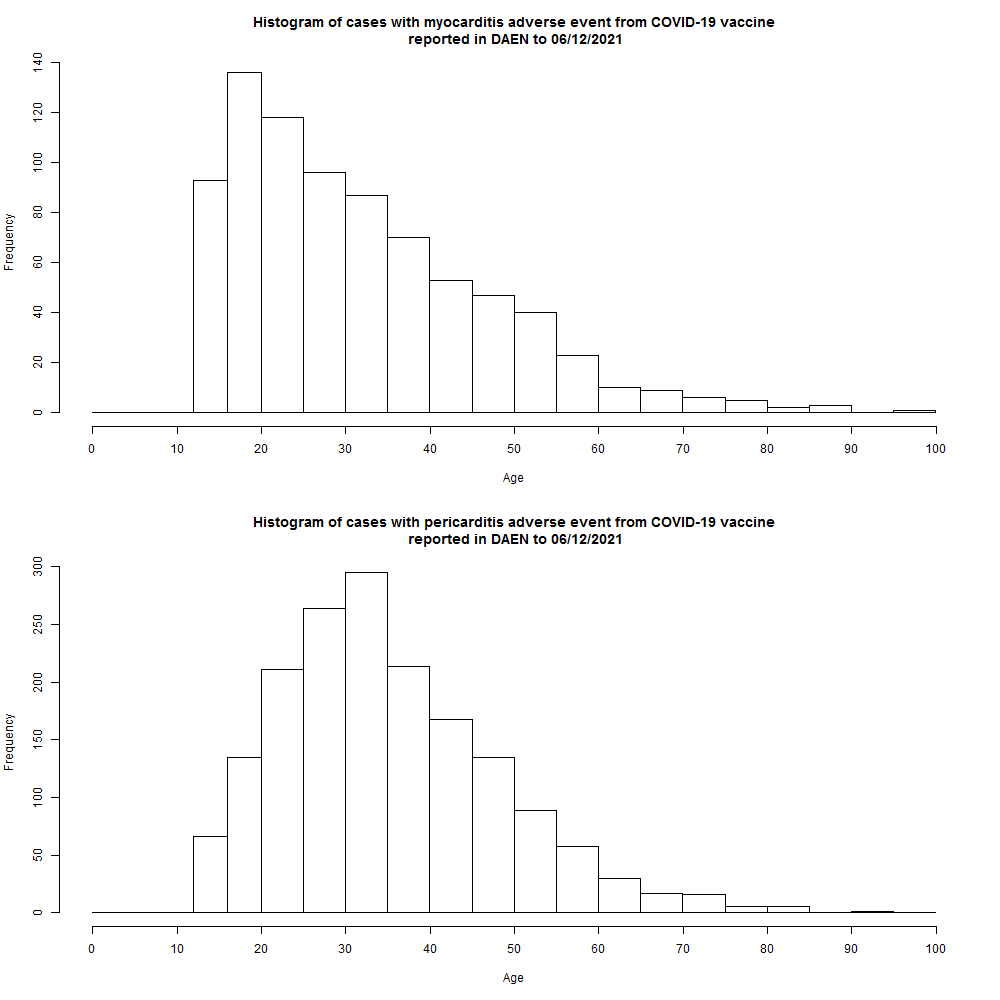 Histogram of cases with myocarditis adverse event from COVID-19 vaccine
reported in DAEN to 06/12/2021
140
120
100
80
60
40
20
0
Frequency
0 10 20 30 40 50 60 70 80 90 100
Age
Histogram of cases with pericarditis adverse event from COVID-19 vaccine
reported in DAEN to 06/12/2021
300
250
200
150
100
50
0
Frequency
0 10 20 30 40 50 60 70 80 90 100
Age